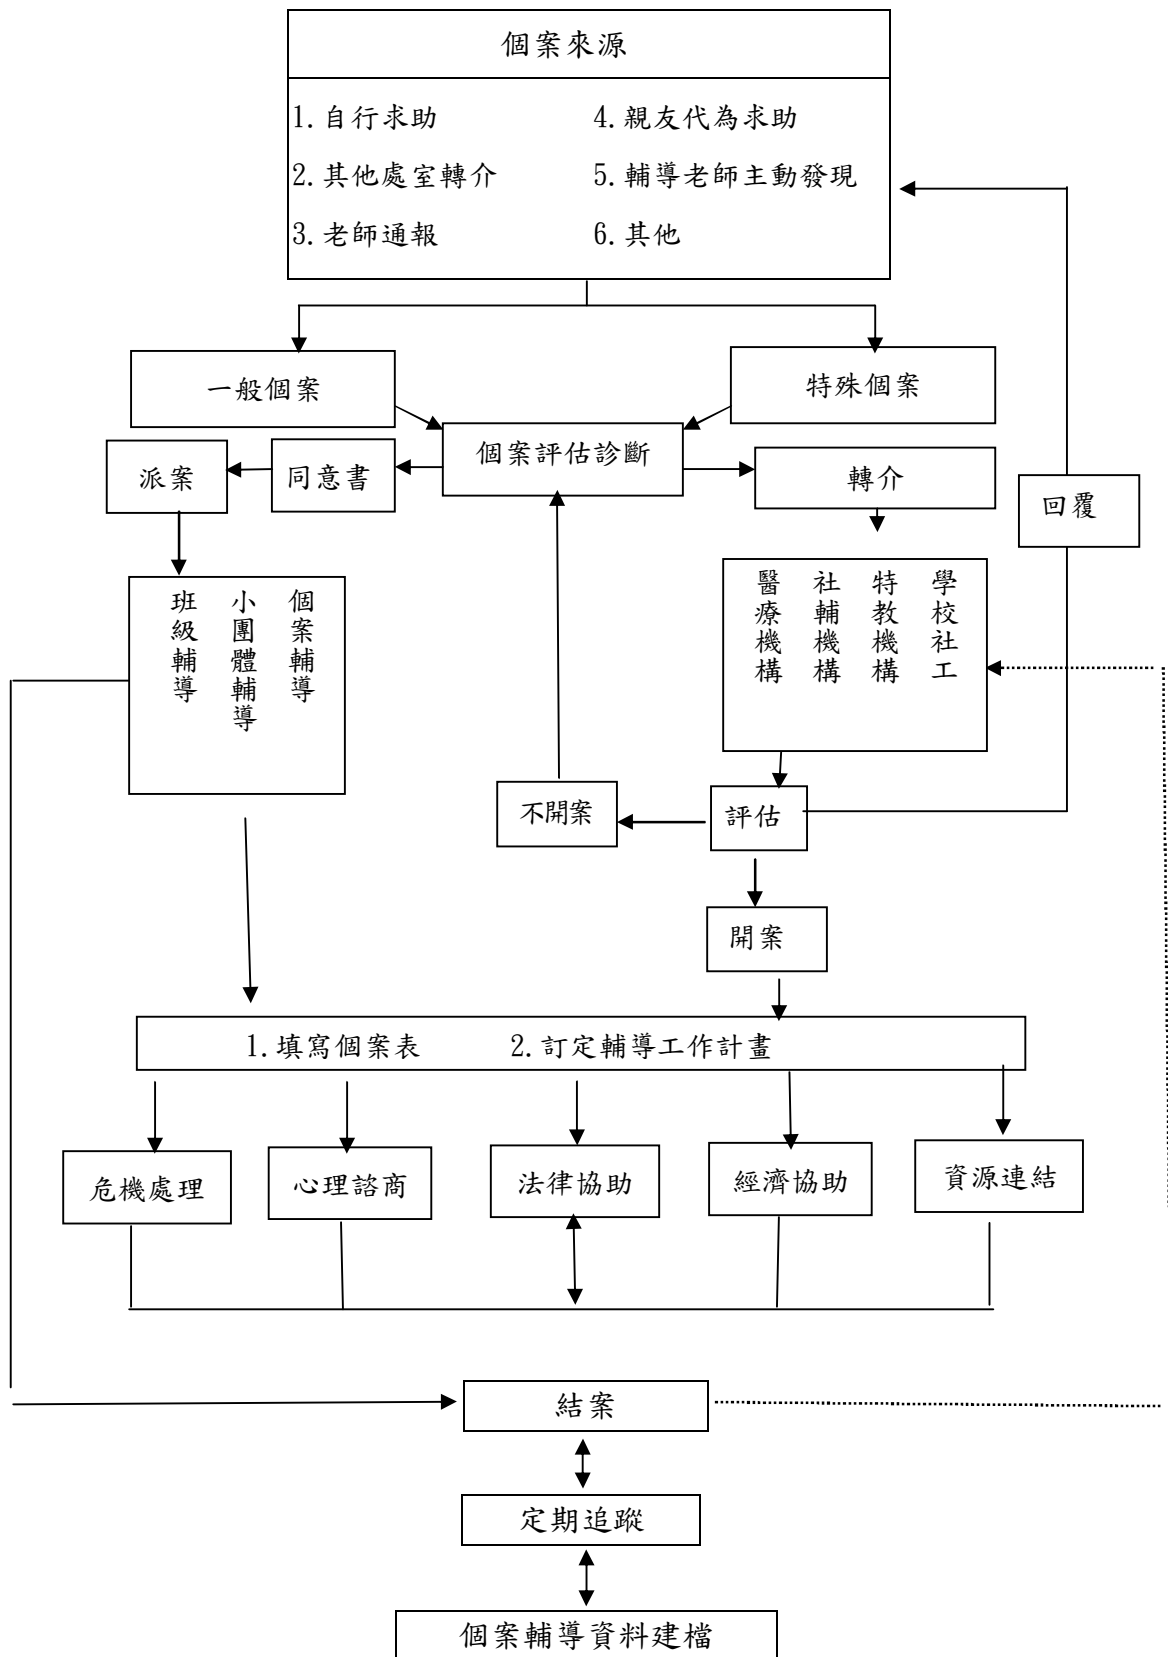 個案來源
1.自行求助 4.親友代為求助
2.其他處室轉介 5.輔導老師主動發現
3.老師通報 6.其他
一般個案
特殊個案
個案評估診斷
派案
同意書
轉介
回覆
班級輔導
小團體輔導
個案輔導
醫療機構
社輔機構
特教機構
學校社工
不開案
評估
開案
1.填寫個案表 2.訂定輔導工作計畫
危機處理
心理諮商
法律協助
經濟協助
資源連結
結案
定期追蹤
個案輔導資料建檔